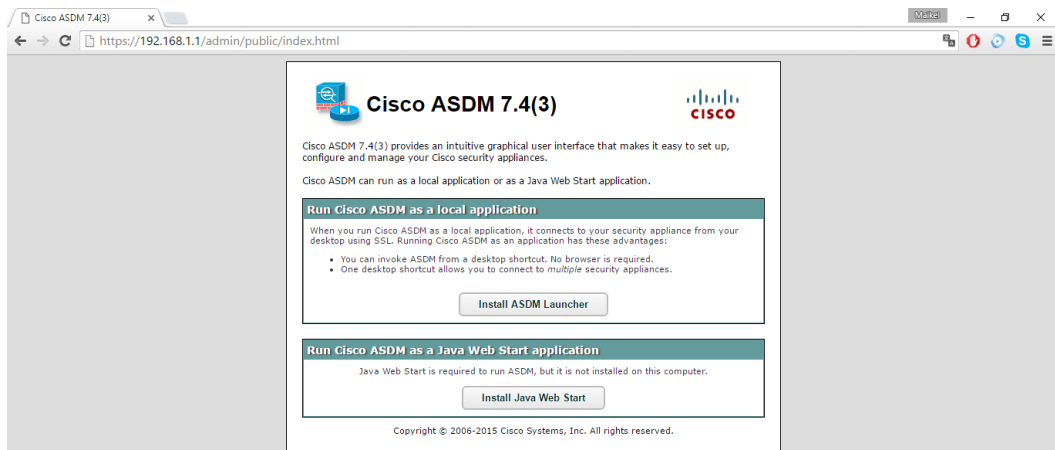 Cisco ASDM 7.4(3)
Maikel
https://192.168.1.1/admin/public/index.html
Cisco ASDM 7.4(3)
CISCO
Cisco ASDM 7.4(3) provides an intuitive graphical user interface that makes it easy to set up,
configure and manage your Cisco security appliances.
Cisco ASDM can run as a local application or as a Java Web Start application.
Run Cisco ASDM as a local application
When you run Cisco ASDM as a local application, it connects to your security appliance from your
desktop using SSL. Running Cisco ASDM as an application has these advantages:
• You can invoke ASDM from a desktop shortcut. No browser is required.
• One desktop shortcut allows you to connect to multiple security appliances.
Install ASDM Launcher
Run Cisco ASDM as a Java Web Start application
Java Web Start is required to run ASDM, but it is not installed on this computer.
Install Java Web Start
Copyright © 2006-2015 Cisco Systems, Inc. All rights reserved.